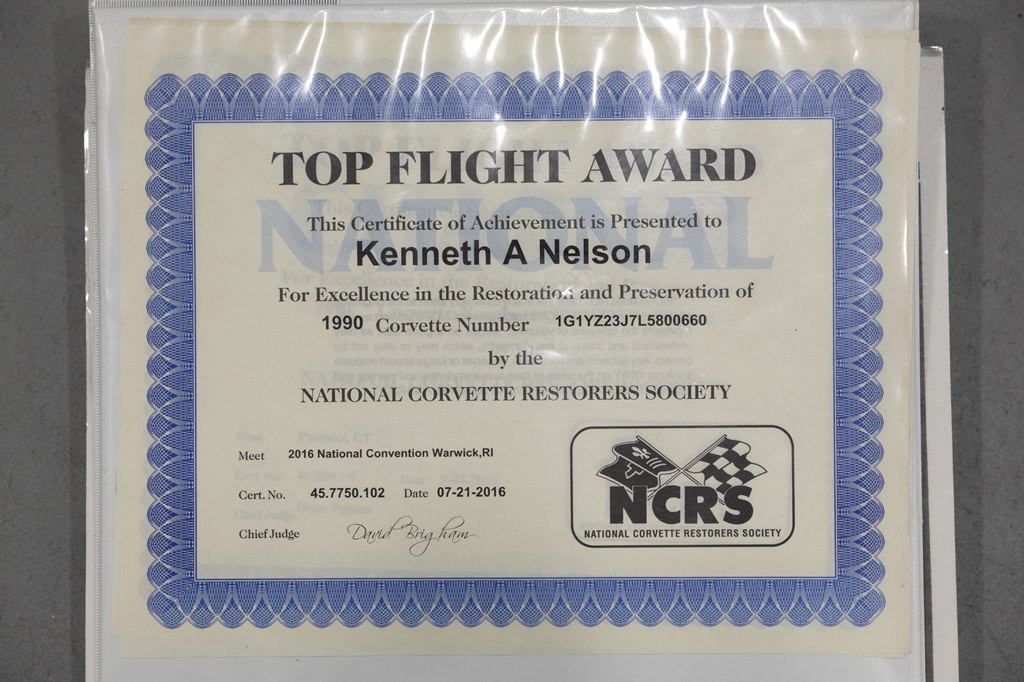 TOP FLIGHT AWARD
NATIONAL
This Certificate of Achievement is Presented to
Kenneth A Nelson
For Excellence in the Restoration and Preservation of
1990 Corvette Number 1G1YZ23J7L5800660
by the
NATIONAL CORVETTE RESTORERS SOCIETY
Meet 2016 National Convention Warwick,RI
Cert. No. 45.7750.102 Date 07-21-2016
Chief Judge David Brigham
NCRS
NATIONAL CORVETTE RESTORERS SOCIETY